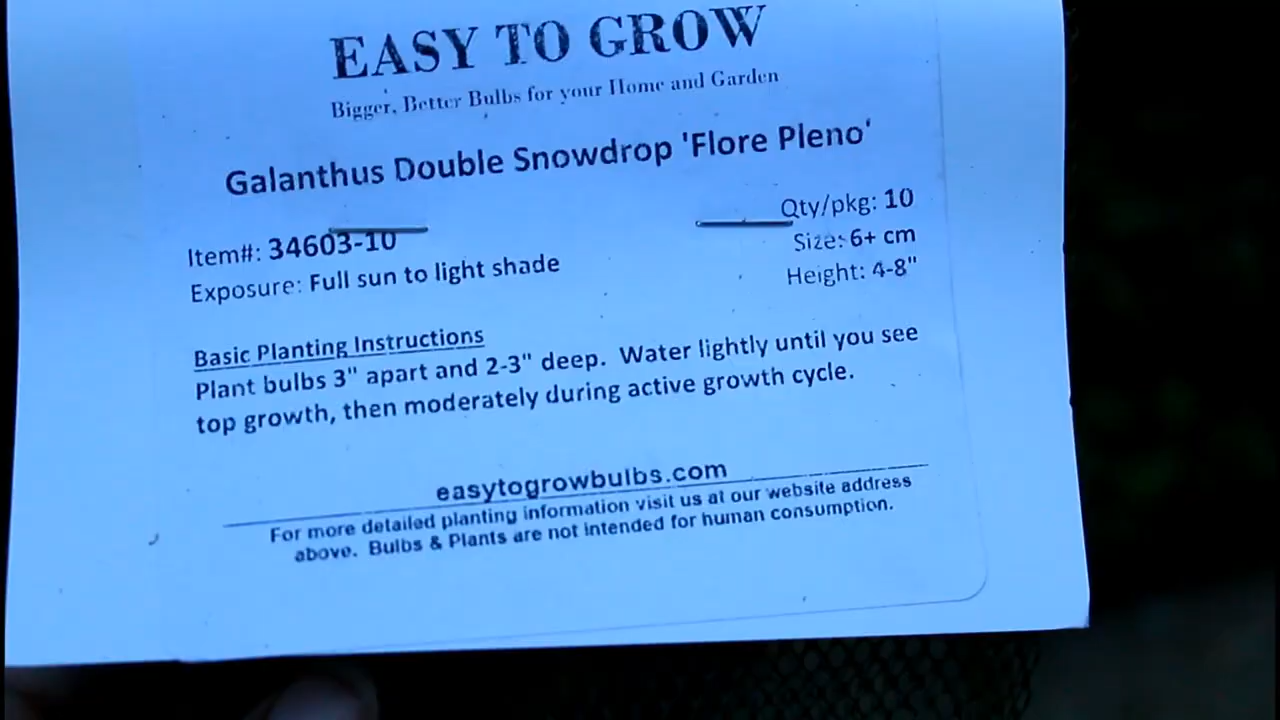 EASY TO GROW
Bigger, Better Bulbs for your Home and Garden
Galanthus Double Snowdrop 'Flore Pleno'
Item#: 34603-10
Qty/pkg: 10
Exposure: Full sun to light shade
Size: 6+ cm
Height: 4-8"
Basic Planting Instructions
Plant bulbs 3" apart and 2-3" deep.  Water lightly until you see
top growth, then moderately during active growth cycle.
easytogrowbulbs.com
For more detailed planting information visit us at our website address
above.  Bulbs & Plants are not intended for human consumption.